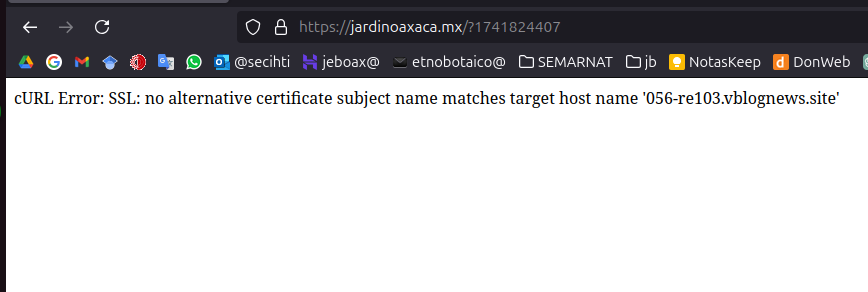 https://jardinoaxaca.mx/?1741824407
@secihti jeboax@ etnobotaico@ SEMARNAT jb NotasKeep DonWeb
cURL Error: SSL: no alternative certificate subject name matches target host name '056-re103.vblognews.site'